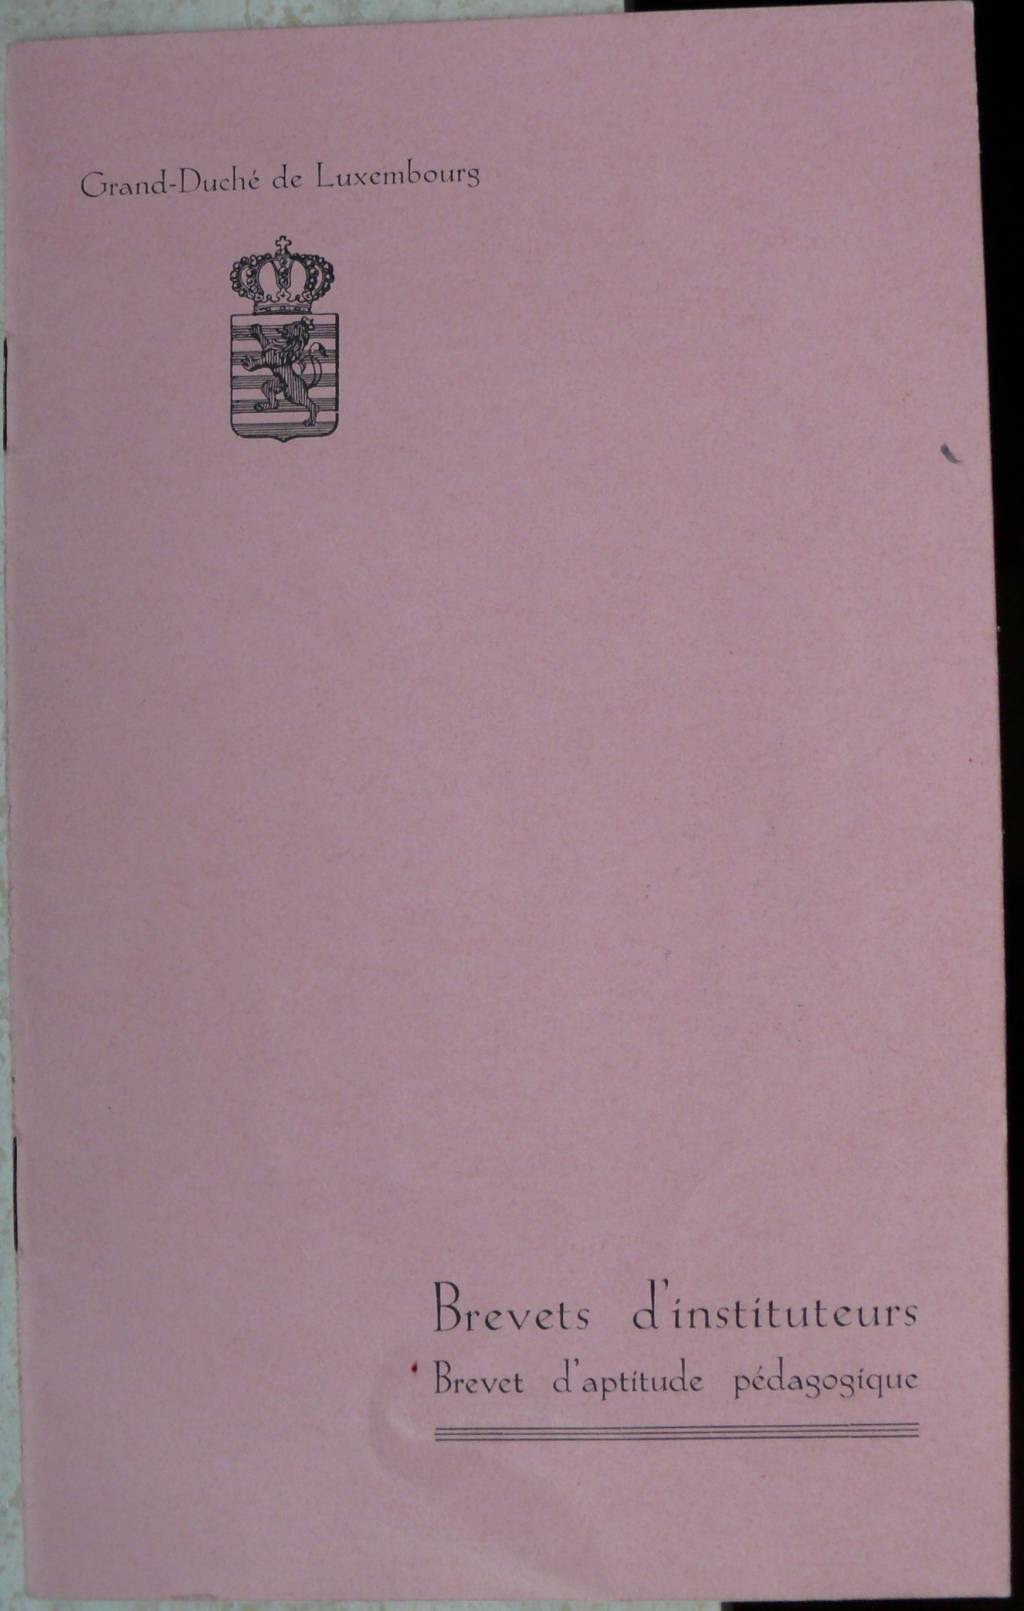 Grand-Duché de Luxembourg
Brevets d'instituteurs
Brevet d'aptitude pédagogique